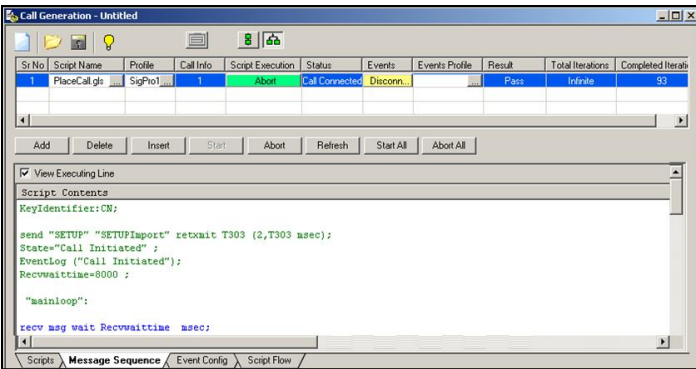 Call Generation - Untitled
Sr No Script Name Profile Call Info Script Execution Status Events Events Profile Result Total Iterations Completed Iterati
1 PlaceCall.gls ... SigPro1 ... 1 Abort Call Connected Disconn... ... Pass Infinite 93
Add Delete Insert Start Abort Refresh Start All Abort All
View Executing Line
Script Contents
KeyIdentifier:CN;
send "SETUP" "SETUPImport" retxmit T303 (2,T303 msec);
State="Call Initiated" ;
EventLog ("Call Initiated");
Recvwaittime=8000 ;
"mainloop":
recv msg wait Recvwaittime msec;
Scripts Message Sequence Event Config Script Flow